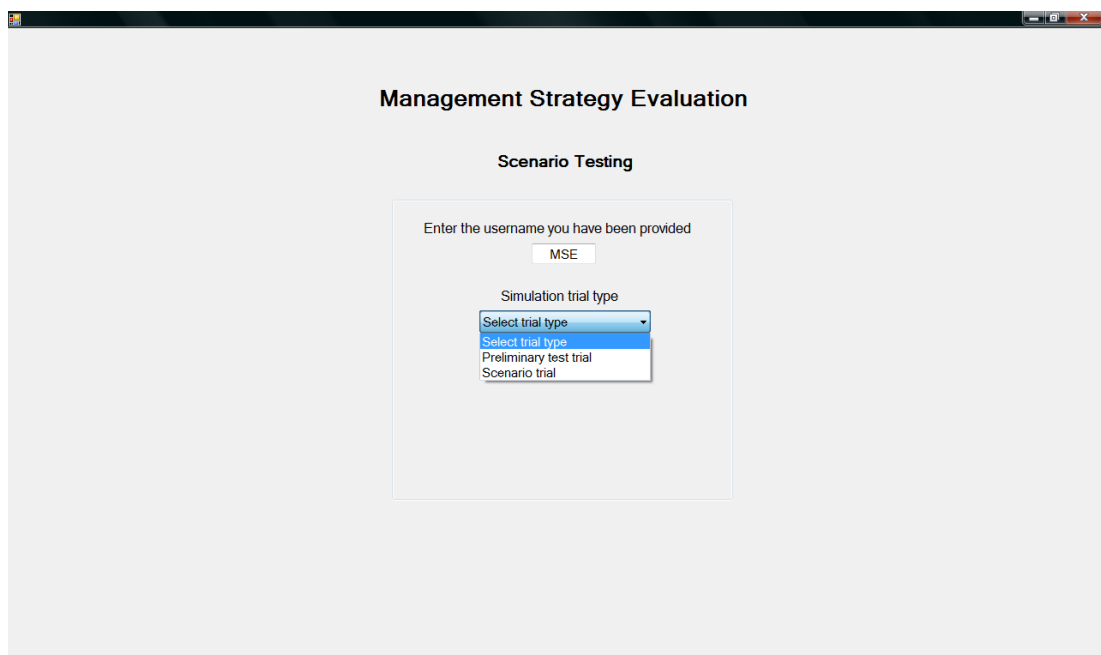 Management Strategy Evaluation
Scenario Testing
Enter the username you have been provided
MSE
Simulation trial type
Select trial type
Select trial type
Preliminary test trial
Scenario trial